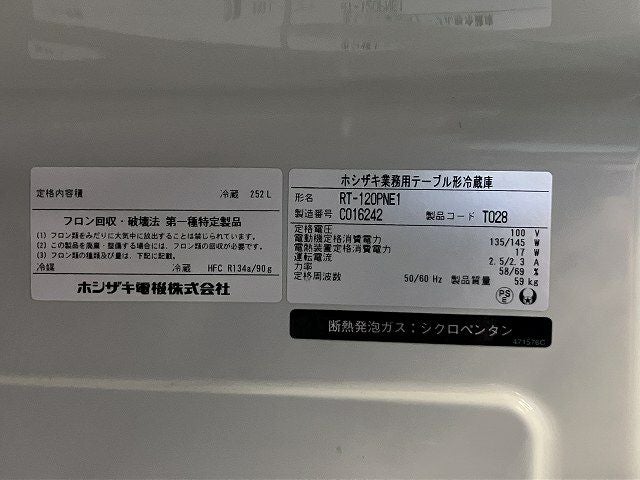 定格内容積 冷蔵 252L
フロン回収・破壊法 第一種特定製品
(1) フロン類をみだりに大気中に放出することは禁じられています。
(2) この製品を廃棄・整備する場合には、フロン類の回収が必要です。
(3) フロン類の種類及び数量は、下記に記載。
冷媒 冷蔵 HFC R134a/90g
ホシザキ電機株式会社
ホシザキ業務用テーブル形冷蔵庫
形名 RT-120PNE1
製造番号 C016242 製品コード T028
定格電圧 100 V
電動機定格消費電力 135/145 W
電熱装置定格消費電力 17 W
運転電流 2.5/2.3 A
力率 58/69 %
定格周波数 50/60 Hz 製品質量 59 kg
PS
E
断熱発泡ガス：シクロペンタン